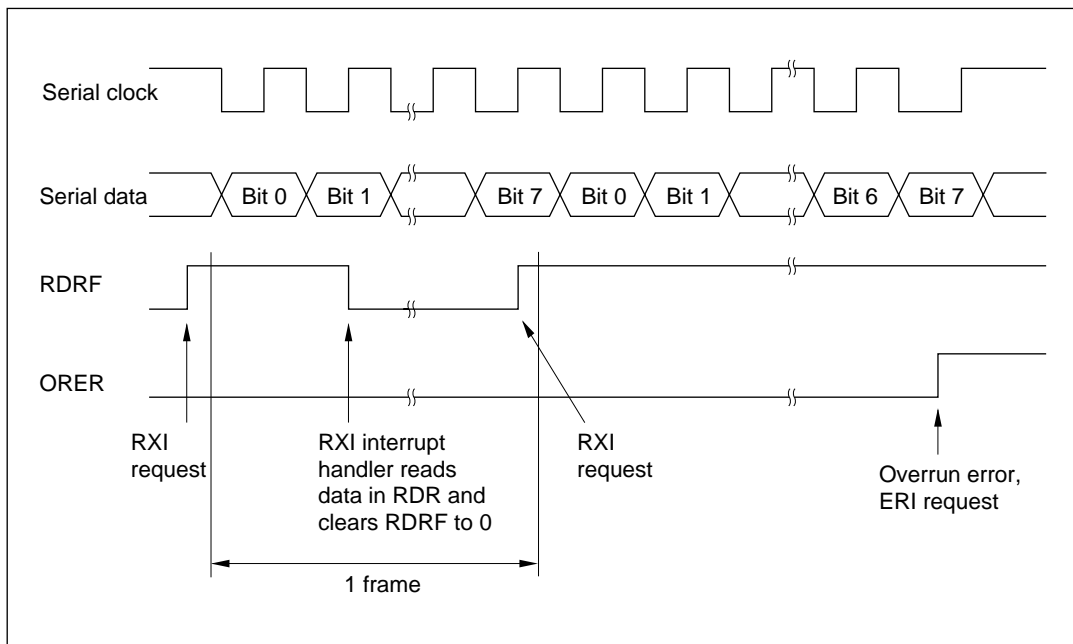 Serial clock
Serial data
Bit 0
Bit 1
Bit 7
Bit 0
Bit 1
Bit 6
Bit 7
RDRF
ORER
RXI
request
RXI interrupt
handler reads
data in RDR and
clears RDRF to 0
RXI
request
Overrun error,
ERI request
1 frame